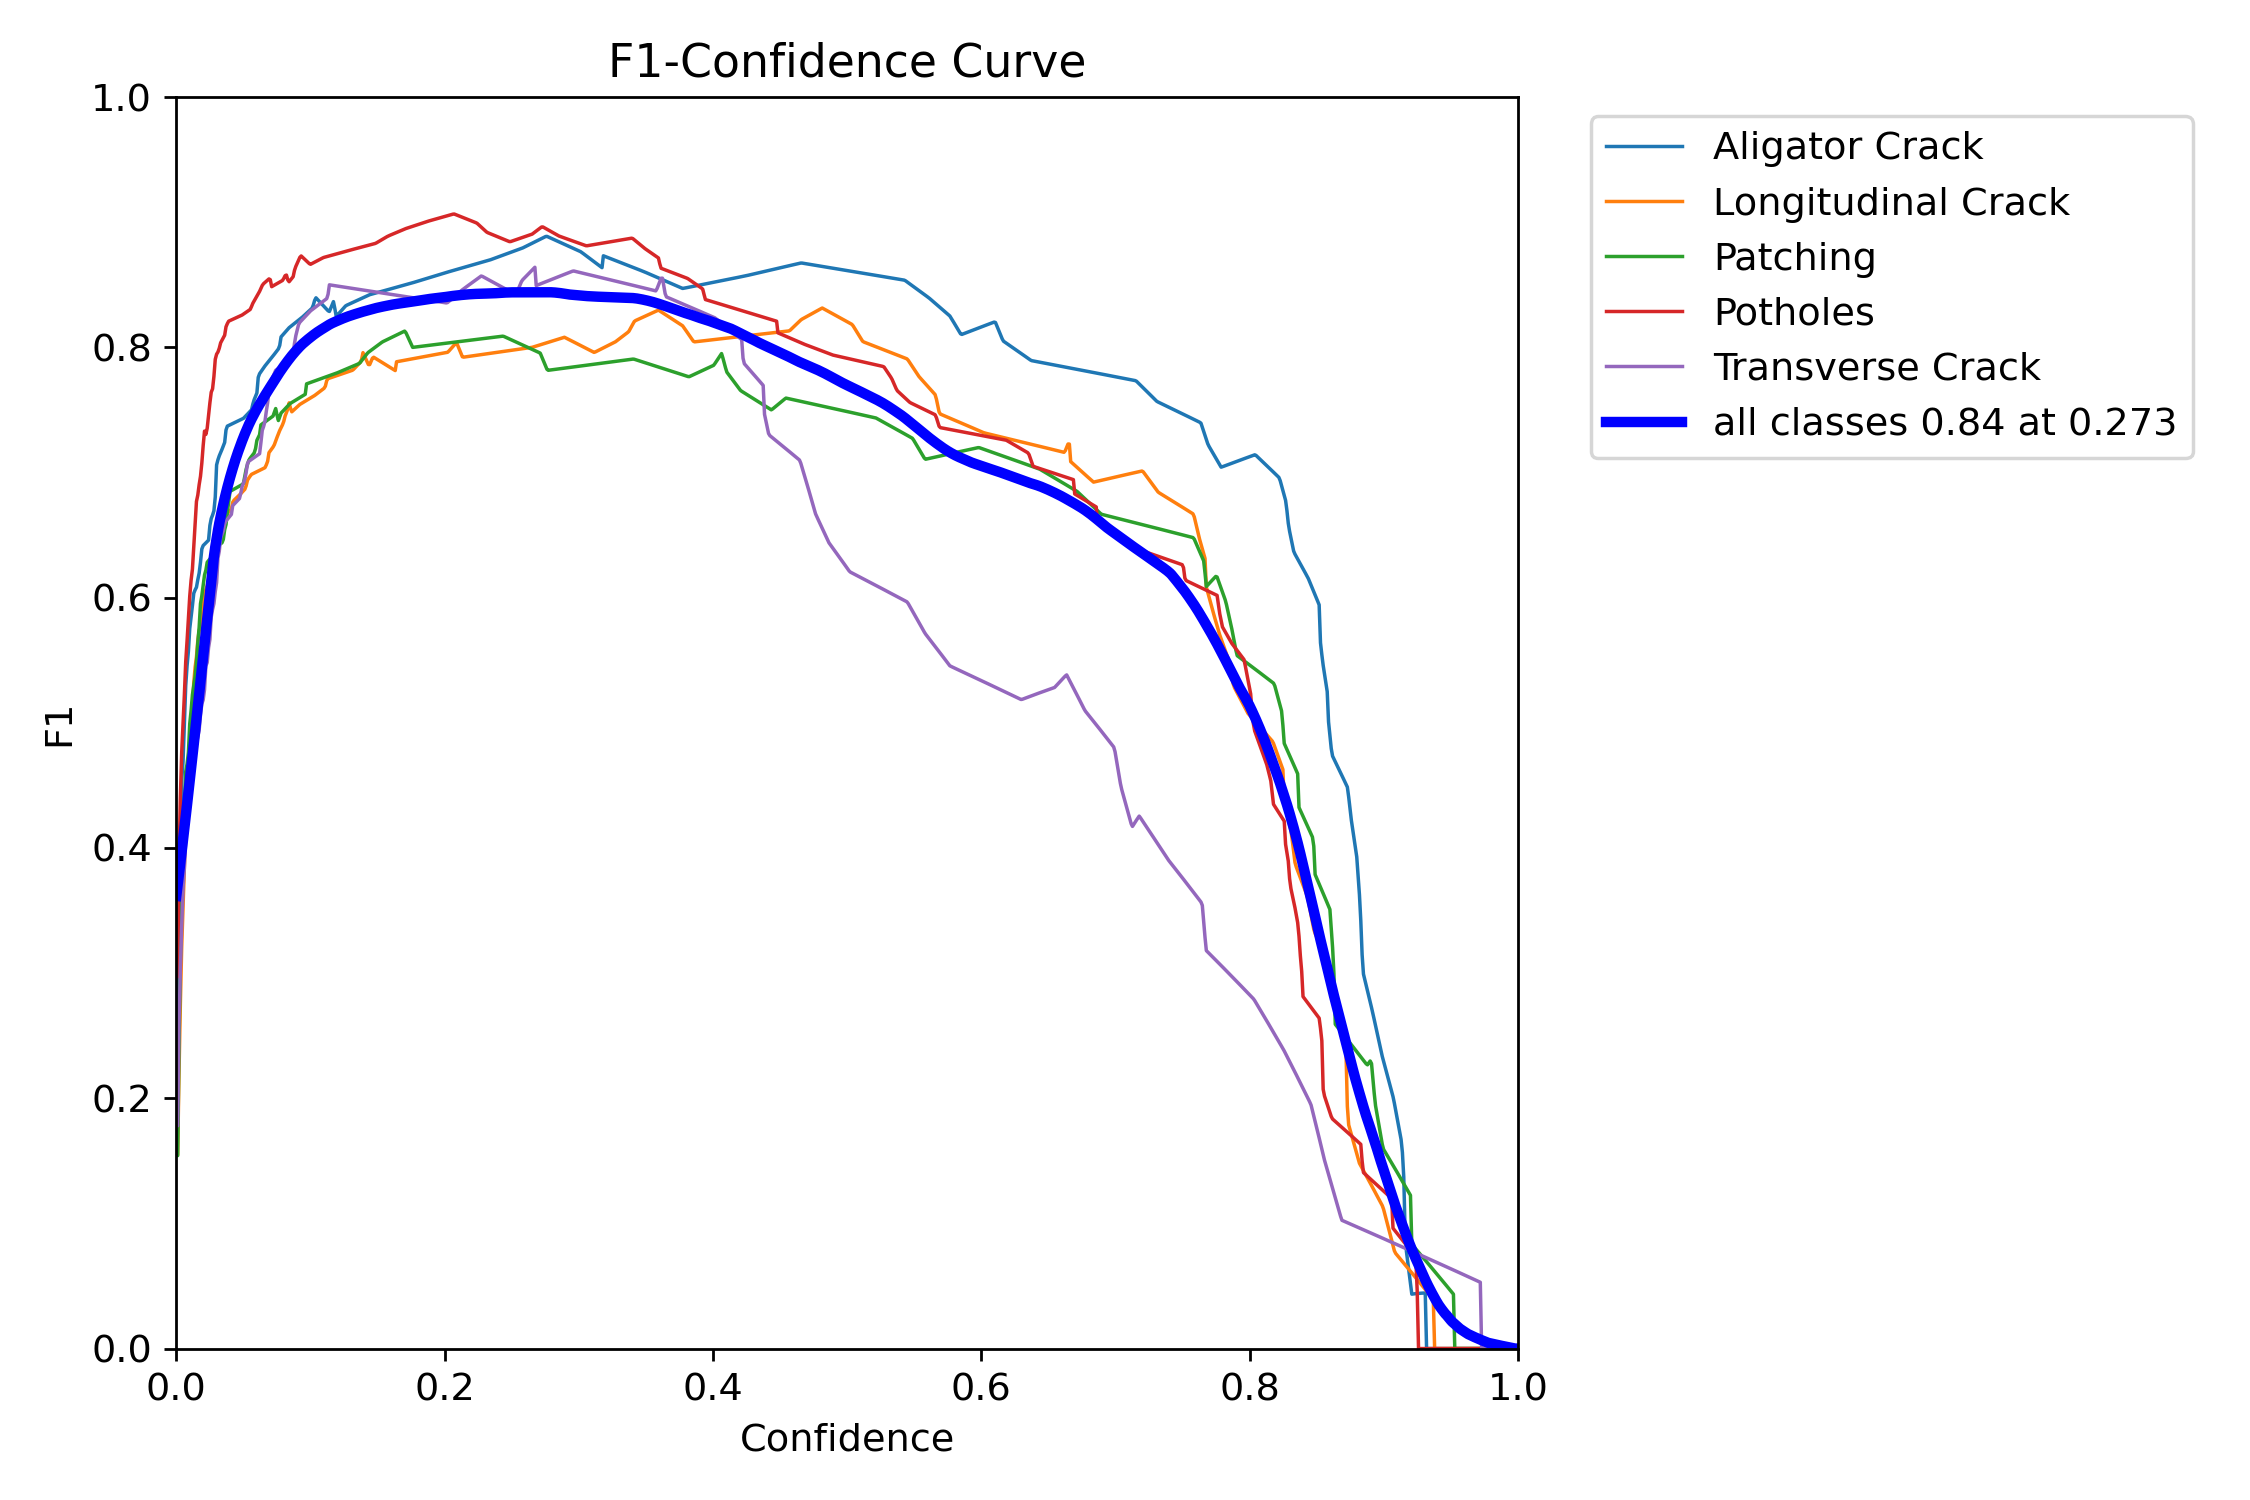 F1-Confidence Curve
1.0
0.8
0.6
0.4
0.2
0.0
F1
0.0 0.2 0.4 0.6 0.8 1.0
Confidence
Aligator Crack
Longitudinal Crack
Patching
Potholes
Transverse Crack
all classes 0.84 at 0.273